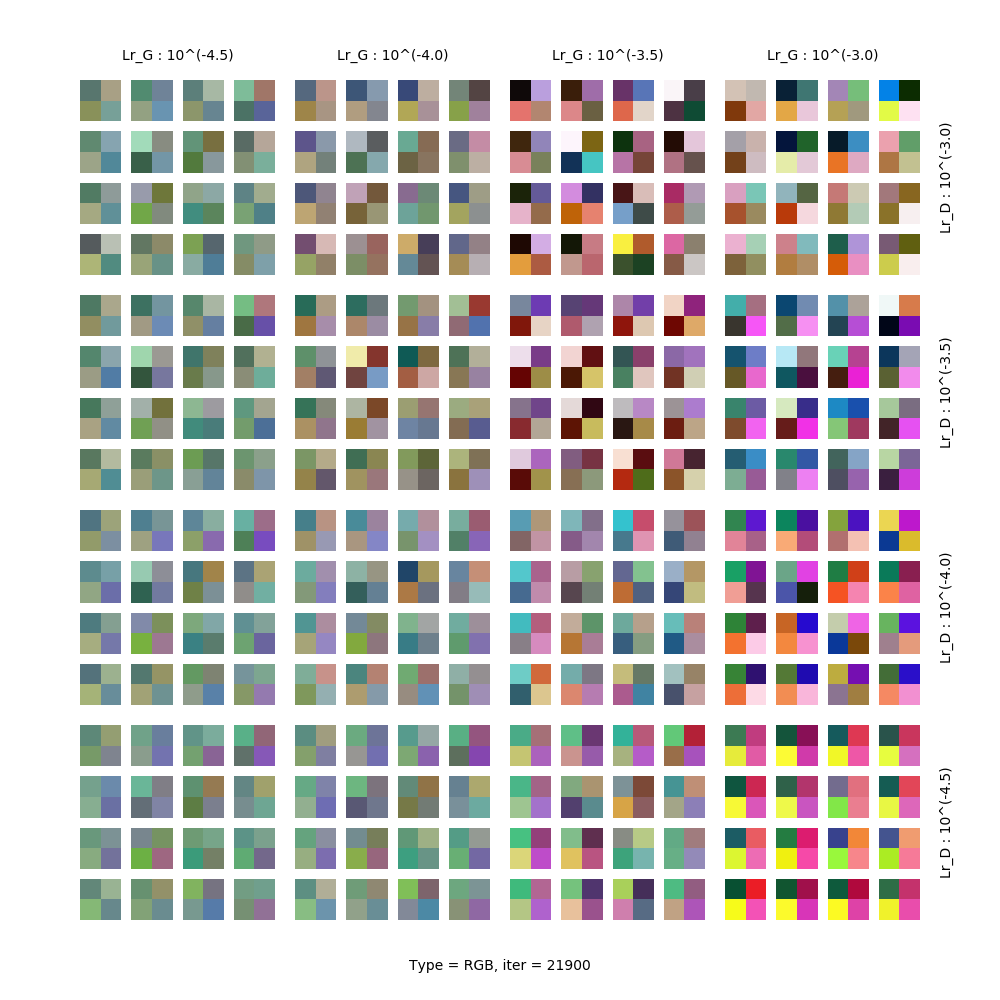 Lr_G : 10^(-4.5)
Lr_G : 10^(-4.0)
Lr_G : 10^(-3.5)
Lr_G : 10^(-3.0)
Lr_D : 10^(-3.0)
Lr_D : 10^(-3.5)
Lr_D : 10^(-4.0)
Lr_D : 10^(-4.5)
Type = RGB, iter = 21900